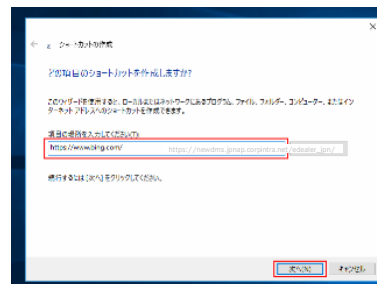 ショートカットの作成
どの項目のショートカットを作成しますか?
このウィザードを使用すると、ローカルまたはネットワークにあるプログラム、ファイル、フォルダー、コンピューター、またはイン
ターネット アドレスへのショートカットを作成できます。
項目の場所を入力してください(T):
https://www.bing.com/ https://newdms.jpnap.corpintra.net/edealer_jpn/
続行するには [次へ] をクリックしてください。
次へ(N) キャンセル